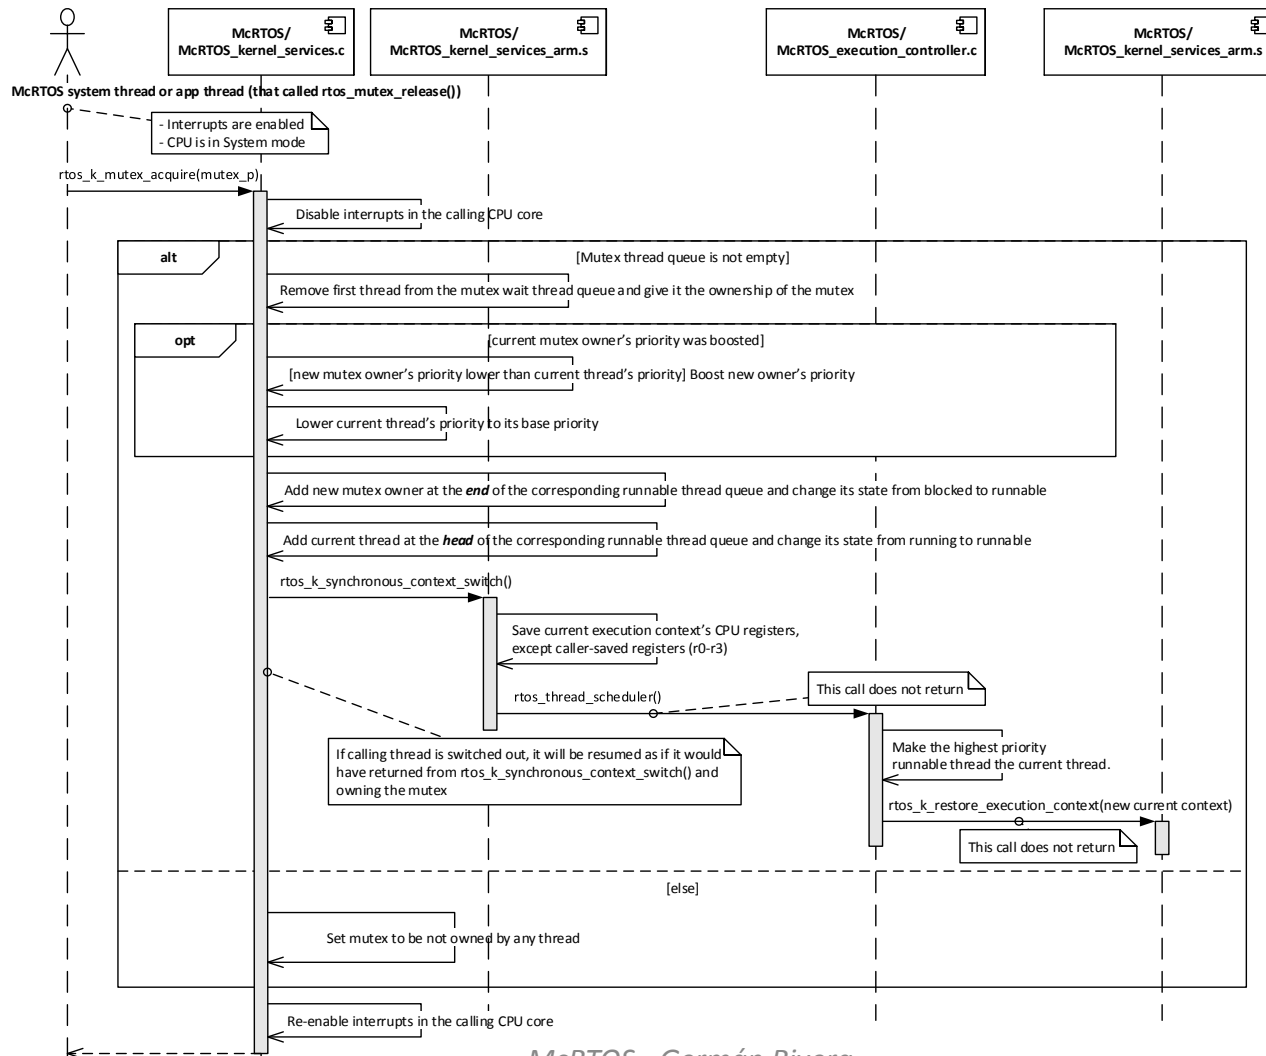 McRTOS/
McRTOS_kernel_services.c
McRTOS/
McRTOS_kernel_services_arm.s
McRTOS/
McRTOS_execution_controller.c
McRTOS/
McRTOS_kernel_services_arm.s
McRTOS system thread or app thread (that called rtos_mutex_release())
- Interrupts are enabled
- CPU is in System mode
rtos_k_mutex_acquire(mutex_p)
Disable interrupts in the calling CPU core
alt
[Mutex thread queue is not empty]
Remove first thread from the mutex wait thread queue and give it the ownership of the mutex
opt
[current mutex owner’s priority was boosted]
[new mutex owner’s priority lower than current thread’s priority] Boost new owner’s priority
Lower current thread’s priority to its base priority
Add new mutex owner at the end of the corresponding runnable thread queue and change its state from blocked to runnable
Add current thread at the head of the corresponding runnable thread queue and change its state from running to runnable
rtos_k_synchronous_context_switch()
Save current execution context’s CPU registers,
except caller-saved registers (r0-r3)
rtos_thread_scheduler()
This call does not return
If calling thread is switched out, it will be resumed as if it would
have returned from rtos_k_synchronous_context_switch() and
owning the mutex
Make the highest priority
runnable thread the current thread.
rtos_k_restore_execution_context(new current context)
This call does not return
[else]
Set mutex to be not owned by any thread
Re-enable interrupts in the calling CPU core
McRTOS - Germán Rivera